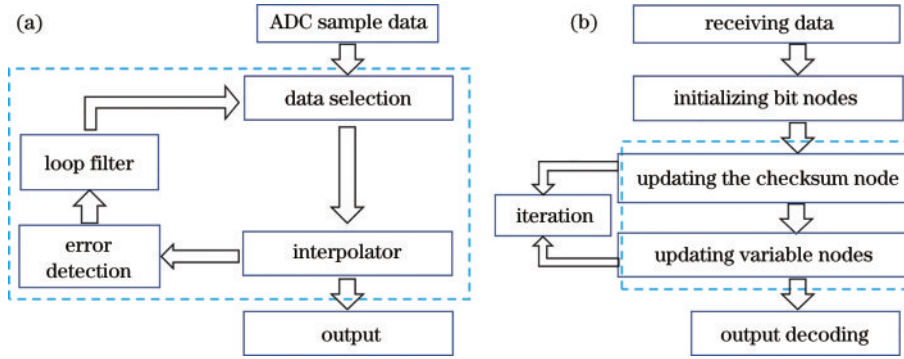 (a)
ADC sample data
data selection
loop filter
error
detection
interpolator
output
(b)
receiving data
initializing bit nodes
updating the checksum node
iteration
updating variable nodes
output decoding